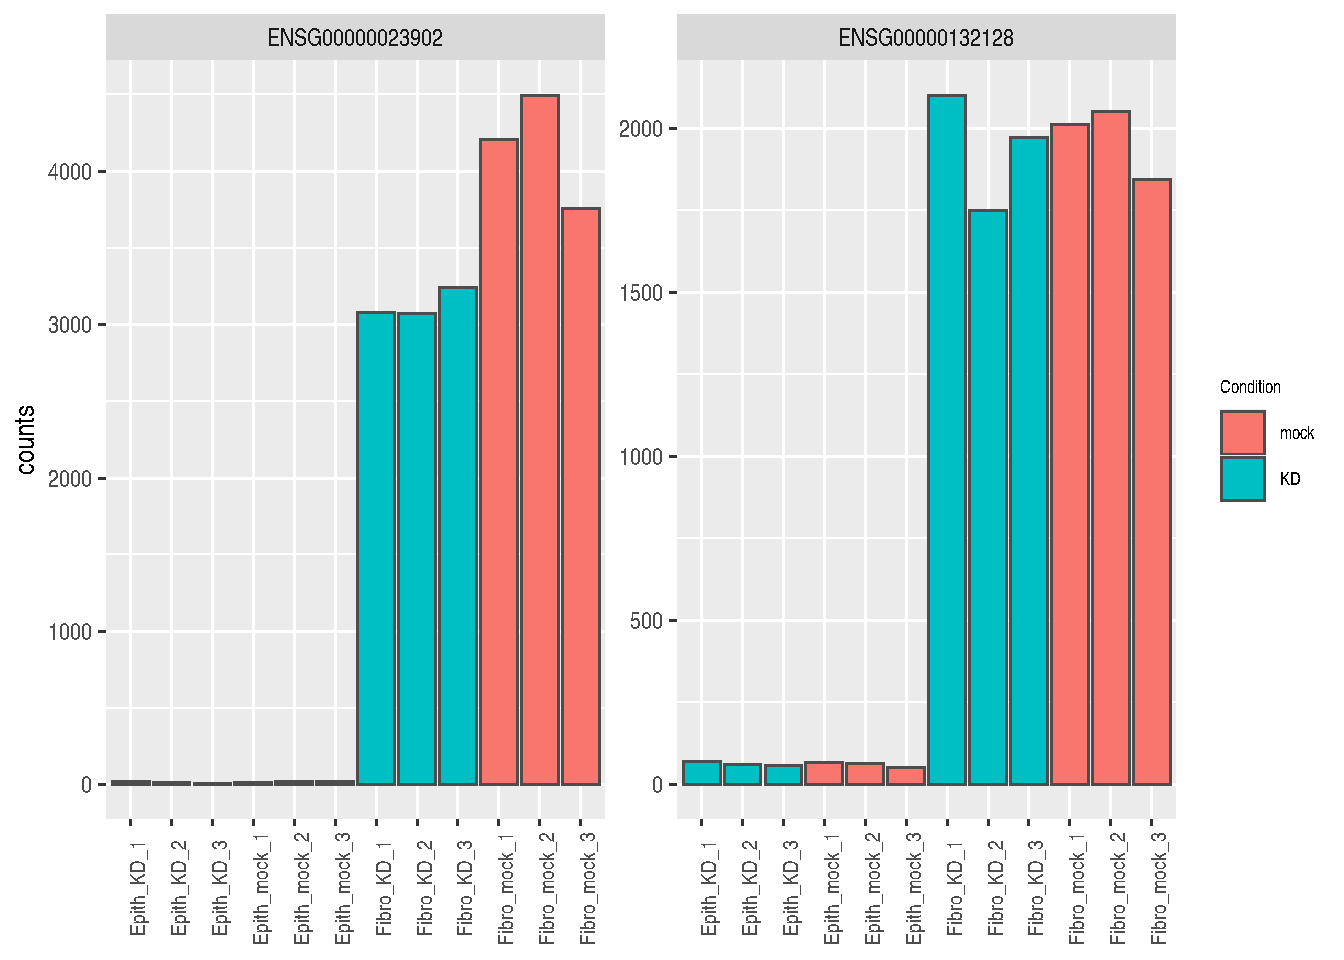 ENSG00000023902
ENSG00000132128
counts
4000
3000
2000
1000
0
2000
1500
1000
500
0
Epith_KD_1
Epith_KD_2
Epith_KD_3
Epith_mock_1
Epith_mock_2
Epith_mock_3
Fibro_KD_1
Fibro_KD_2
Fibro_KD_3
Fibro_mock_1
Fibro_mock_2
Fibro_mock_3
Epith_KD_1
Epith_KD_2
Epith_KD_3
Epith_mock_1
Epith_mock_2
Epith_mock_3
Fibro_KD_1
Fibro_KD_2
Fibro_KD_3
Fibro_mock_1
Fibro_mock_2
Fibro_mock_3
Condition
mock
KD